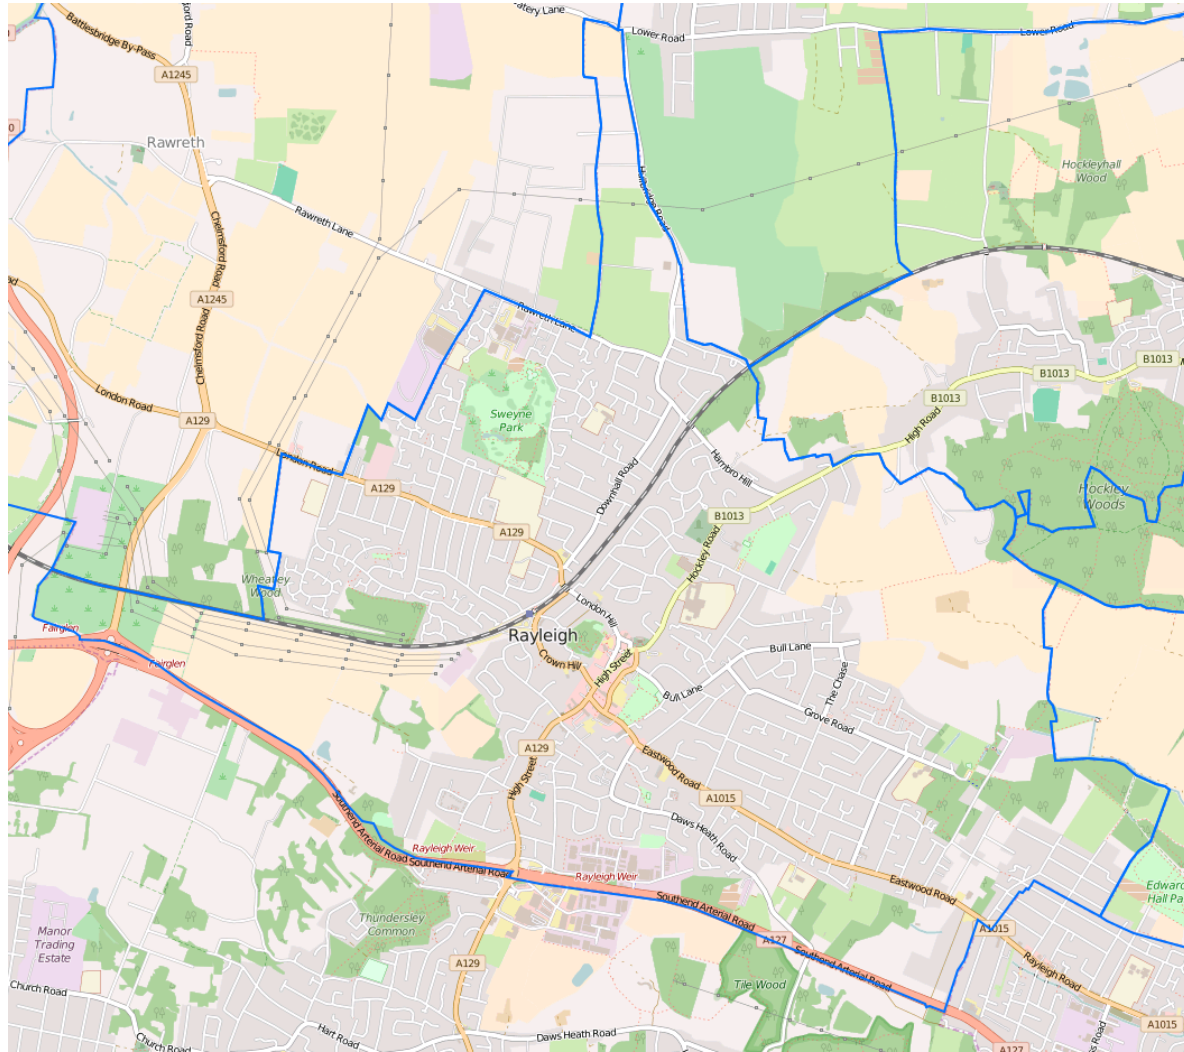 Battlesbridge By-Pass
ford Road
atery Lane
Lower Road
Lower Road
A1245
Rawreth
Hockleyhall
Wood
Hullbridge Road
Rawreth Lane
Chelmsford Road
A1245
Rawreth Lane
Chelmsford Road
London Road
A129
B1013
B1013
B1013
High Road
Sweyne
Park
London Road
A129
Downhall Road
Hambro Hill
Hockley
Woods
B1013
A129
Hockley Road
Wheatley
Wood
London Hill
Fairglen
Rayleigh
Crown Hill
High Street
Bull Lane
Fairglen
Bull Lane
The Chase
Grove Road
A129
High Street
Eastwood Road
A1015
Southend Arterial Road
Daws Heath Road
Rayleigh Weir
Southend Arterial Road
Rayleigh Weir
Eastwood Road
Edward
Hall Pa
Southend Arterial Road
Thundersley
Common
Manor
Trading
Estate
A127
A1015
Southend Arterial Road
Rayleigh Road
A129
Tile Wood
Church Road
A1015
Hart Road
Church Road
Daws Heath Road
A127